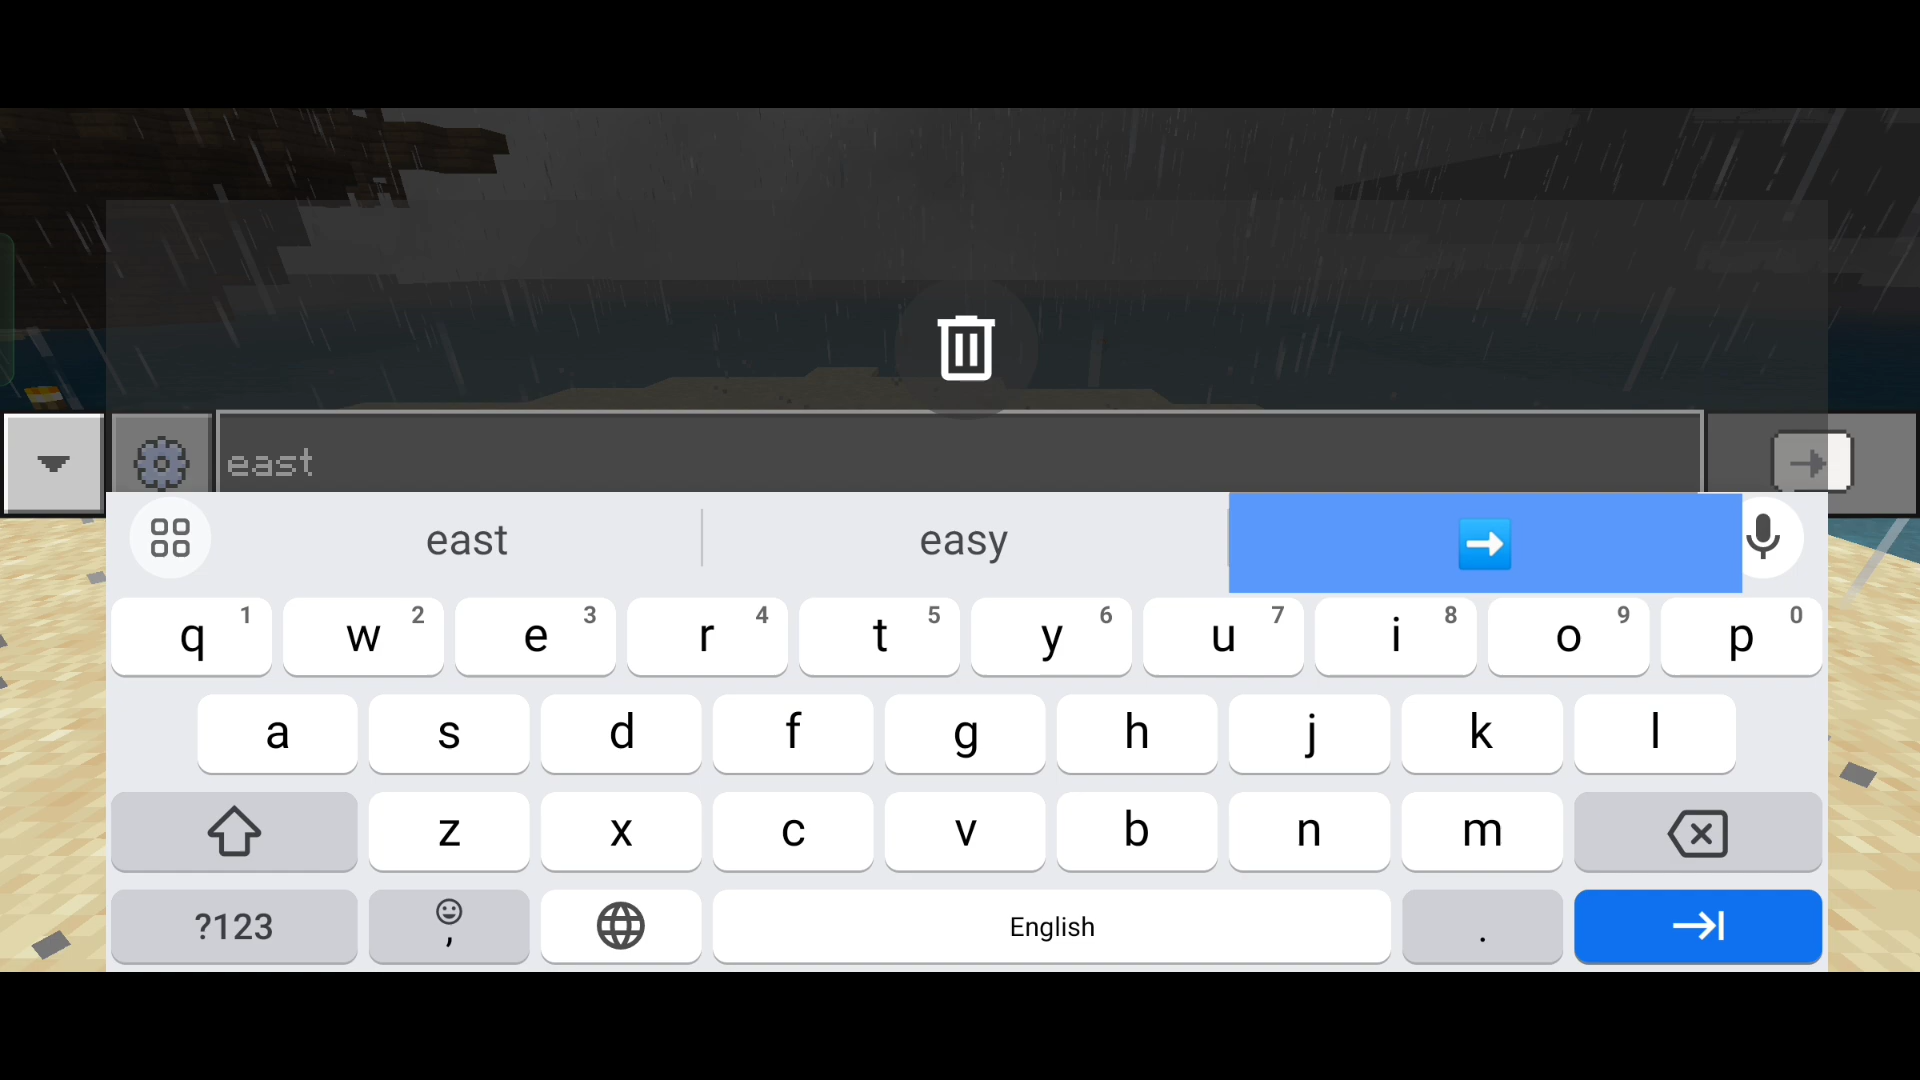 east
east easy ➡️
q 1 w 2 e 3 r 4 t 5 y 6 u 7 i 8 o 9 p 0
a s d f g h j k l
z x c v b n m
?123 , English .